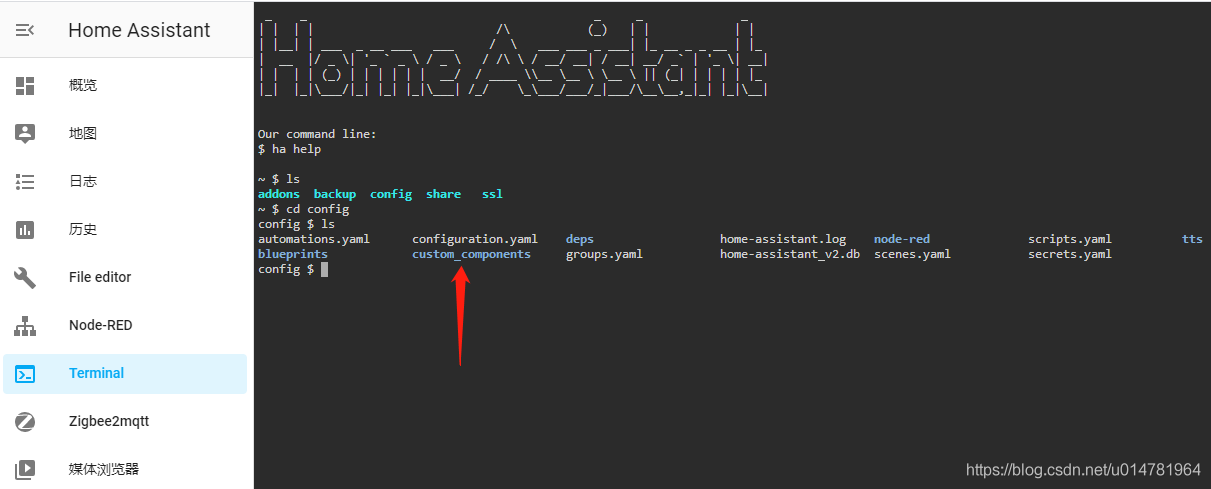 Home Assistant
概览
地图
日志
历史
File editor
Node-RED
Terminal
Zigbee2mqtt
媒体浏览器
Home Assistant
Our command line:
$ ha help
~ $ ls
addons backup config share ssl
~ $ cd config
config $ ls
automations.yaml configuration.yaml deps home-assistant.log node-red scripts.yaml tts
blueprints custom_components groups.yaml home-assistant_v2.db scenes.yaml secrets.yaml
config $
https://blog.csdn.net/u014781964